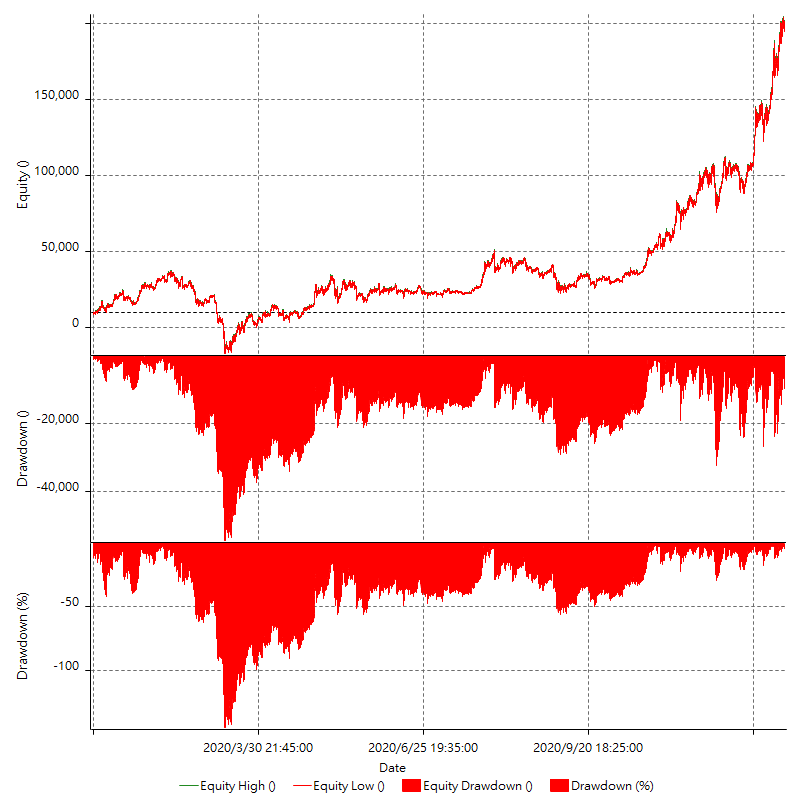 150,000
100,000
50,000
0
Equity ()
-20,000
-40,000
Drawdown ()
-50
-100
Drawdown (%)
2020/3/30 21:45:00 2020/6/25 19:35:00 2020/9/20 18:25:00
Date
Equity High () Equity Low () Equity Drawdown () Drawdown (%)